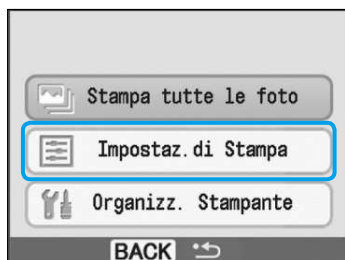 Stampa tutte le foto
Impostaz.di Stampa
Organizz. Stampante
BACK